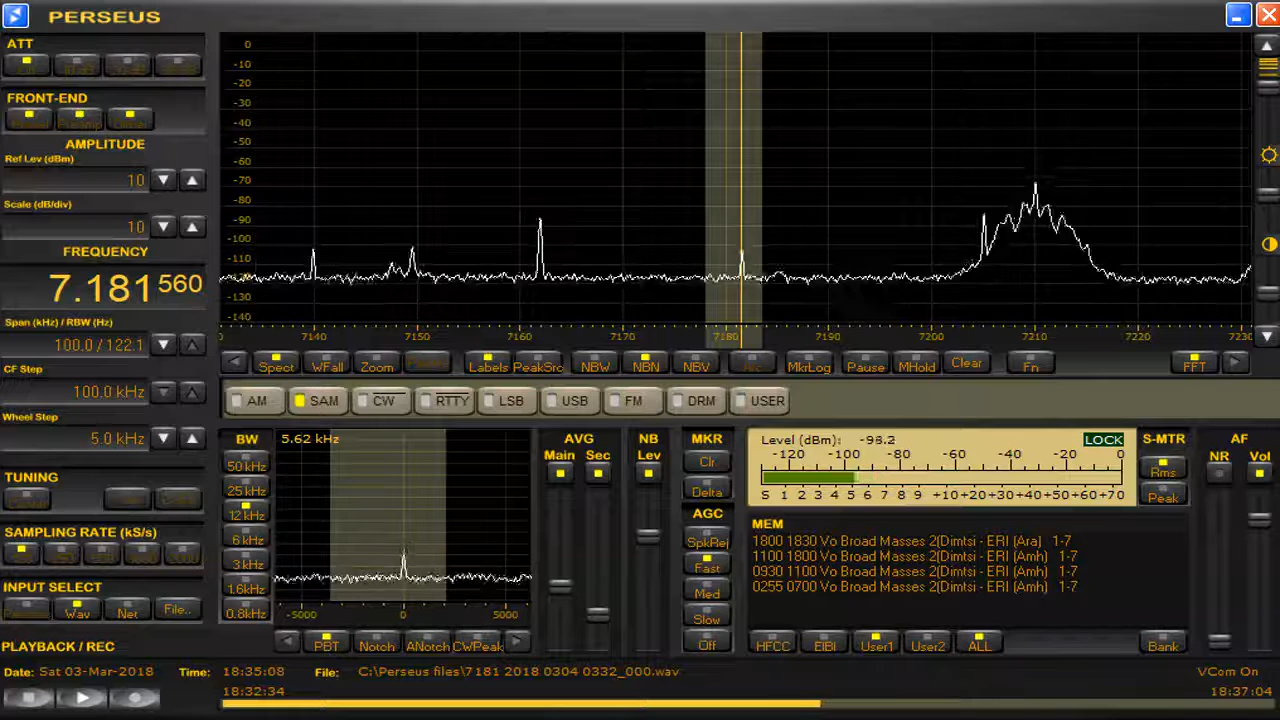 PERSEUS
ATT
FRONT-END
AMPLITUDE
Ref Lev (dBm)
10
Scale (dB/div)
10
FREQUENCY
7.181 560
Span (kHz) / RBW (Hz)
100.0 / 122.1
CF Step
100.0 kHz
Wheel Step
5.0 kHz
TUNING
SAMPLING RATE (kS/s)
INPUT SELECT
Wav Net File..
PLAYBACK / REC
0
-10
-20
-30
-40
-50
-60
-70
-80
-90
-100
-110
-120
-130
-140
7140 7150 7160 7170 7180 7190 7200 7210 7220 7230
Spect WFall Zoom Labels PeakSrc NBW NBN NBV MkrLog Pause MHold Clear Fn FFT
AM SAM CW RTTY LSB USB FM DRM USER
BW
50 kHz
25 kHz
12 kHz
6 kHz
3 kHz
1.6kHz
0.8kHz
5.62 kHz
-5000 0 5000
PBT Notch ANotch CWPeak
AVG
Main Sec
NB
Lev
MKR
Clr
Delta
AGC
SpkRej
Fast
Med
Slow
Off
Level (dBm): -98.2 LOCK
-120 -100 -80 -60 -40 -20 0
S 1 2 3 4 5 6 7 8 9 +10 +20 +30 +40 +50 +60 +70
S-MTR
Rms
Peak
AF
NR Vol
MEM
1800 1830 Vo Broad Masses 2(Dimtsi - ERI (Ara) 1-7
1100 1800 Vo Broad Masses 2(Dimtsi - ERI (Amh) 1-7
0930 1100 Vo Broad Masses 2(Dimtsi - ERI (Amh) 1-7
0255 0700 Vo Broad Masses 2(Dimtsi - ERI (Amh) 1-7
HFCC EIBI User1 User2 ALL Bank
Date: Sat 03-Mar-2018 Time: 18:35:08 File: C:\Perseus files\7181 2018 0304 0332_000.wav VCom On
18:32:34 18:37:04